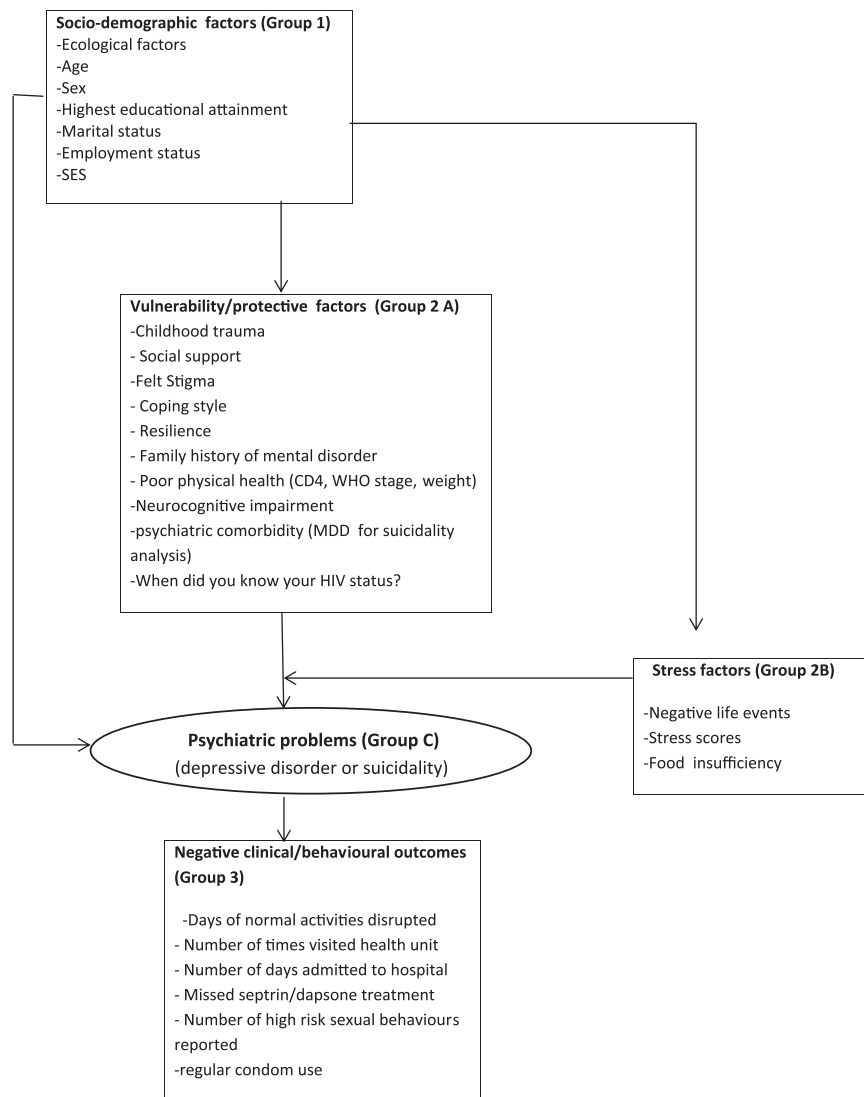 Socio-demographic factors (Group 1)
-Ecological factors
-Age
-Sex
-Highest educational attainment
-Marital status
-Employment status
-SES
Vulnerability/protective factors (Group 2 A)
-Childhood trauma
- Social support
-Felt Stigma
- Coping style
- Resilience
- Family history of mental disorder
- Poor physical health (CD4, WHO stage, weight)
-Neurocognitive impairment
-psychiatric comorbidity (MDD for suicidality
analysis)
-When did you know your HIV status?
Stress factors (Group 2B)
-Negative life events
-Stress scores
-Food insufficiency
Psychiatric problems (Group C)
(depressive disorder or suicidality)
Negative clinical/behavioural outcomes
(Group 3)
-Days of normal activities disrupted
- Number of times visited health unit
- Number of days admitted to hospital
- Missed septrin/dapsone treatment
- Number of high risk sexual behaviours
reported
-regular condom use